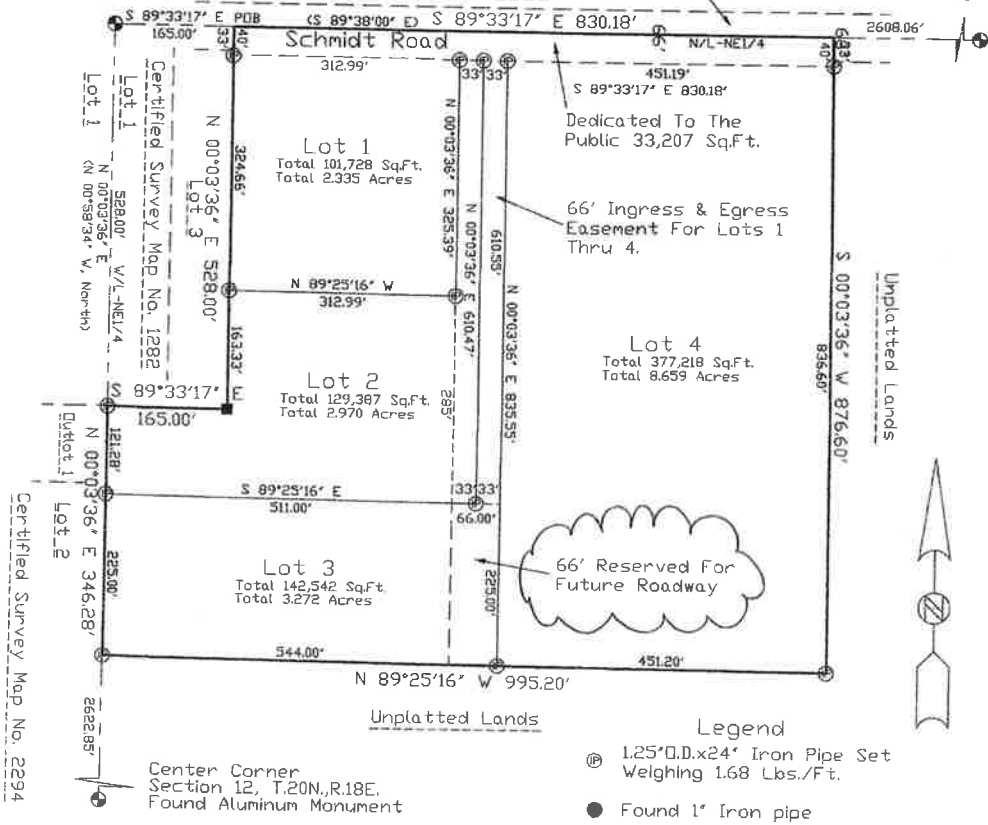 S 89°33'17" E POB
(S 89°38'00" E)
S 89°33'17" E 830.18'
2608.06'
165.00'
33'
40'
Schmidt Road
66'
N/L-NE1/4
33'
40'
312.99'
33'
33'
451.19'
S 89°33'17" E 830.18'
Dedicated To The
Public 33,207 Sq.Ft.
Lot 1
Lot 1
Certified Survey Map No. 1282
528.00' W/L-NE1/4
N 00°03'36" E
(N 00°58'34" W, North)
N 00°03'36" E 528.00'
Lot 3
324.66'
Lot 1
Total 101,728 Sq.Ft.
Total 2.335 Acres
N 00°03'36" E 325.39'
N 00°03'36" E 610.47'
610.55'
N 00°03'36" E 835.55'
66' Ingress & Egress
Easement For Lots 1
Thru 4.
S 00°03'36" W 876.60'
836.60'
Unplatted Lands
N 89°25'16" W
312.99'
163.33'
Lot 4
Total 377,218 Sq.Ft.
Total 8.659 Acres
Lot 2
Total 129,387 Sq.Ft.
Total 2.970 Acres
285'
S 89°33'17" E
165.00'
121.28'
Outlot 1
N 00°03'36" E 346.28'
S 89°25'16" E
511.00'
33'
33'
66.00'
Lot 2
Certified Survey Map No. 2294
225.00'
Lot 3
Total 142,542 Sq.Ft.
Total 3.272 Acres
225.00'
66' Reserved For
Future Roadway
544.00'
451.20'
N 89°25'16" W 995.20'
2622.85'
Unplatted Lands
Center Corner
Section 12, T.20N.,R.18E.
Found Aluminum Monument
N
Legend
IP
1.25"O.D.x24" Iron Pipe Set
Weighing 1.68 Lbs./Ft.
Found 1" Iron pipe